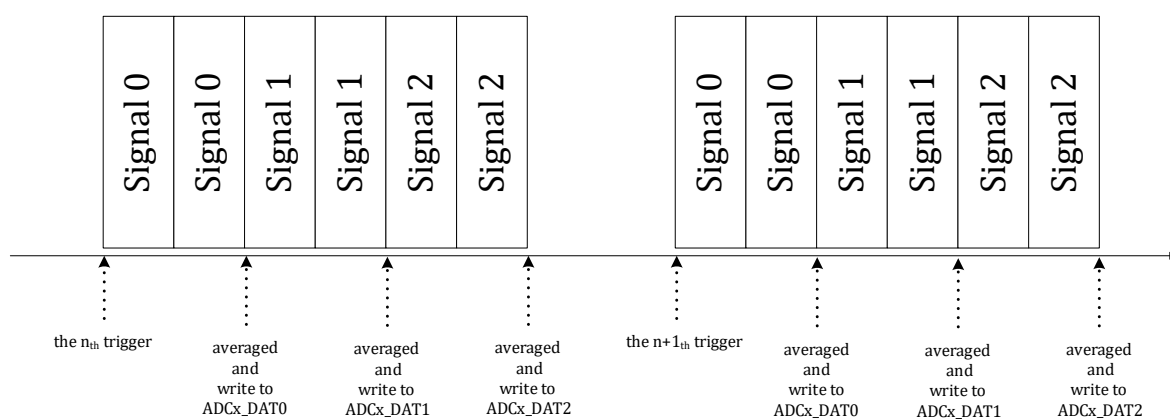 Signal 0
Signal 0
Signal 1
Signal 1
Signal 2
Signal 2
Signal 0
Signal 0
Signal 1
Signal 1
Signal 2
Signal 2
the nth trigger
averaged
and
write to
ADCx_DAT0
averaged
and
write to
ADCx_DAT1
averaged
and
write to
ADCx_DAT2
the n+1th trigger
averaged
and
write to
ADCx_DAT0
averaged
and
write to
ADCx_DAT1
averaged
and
write to
ADCx_DAT2